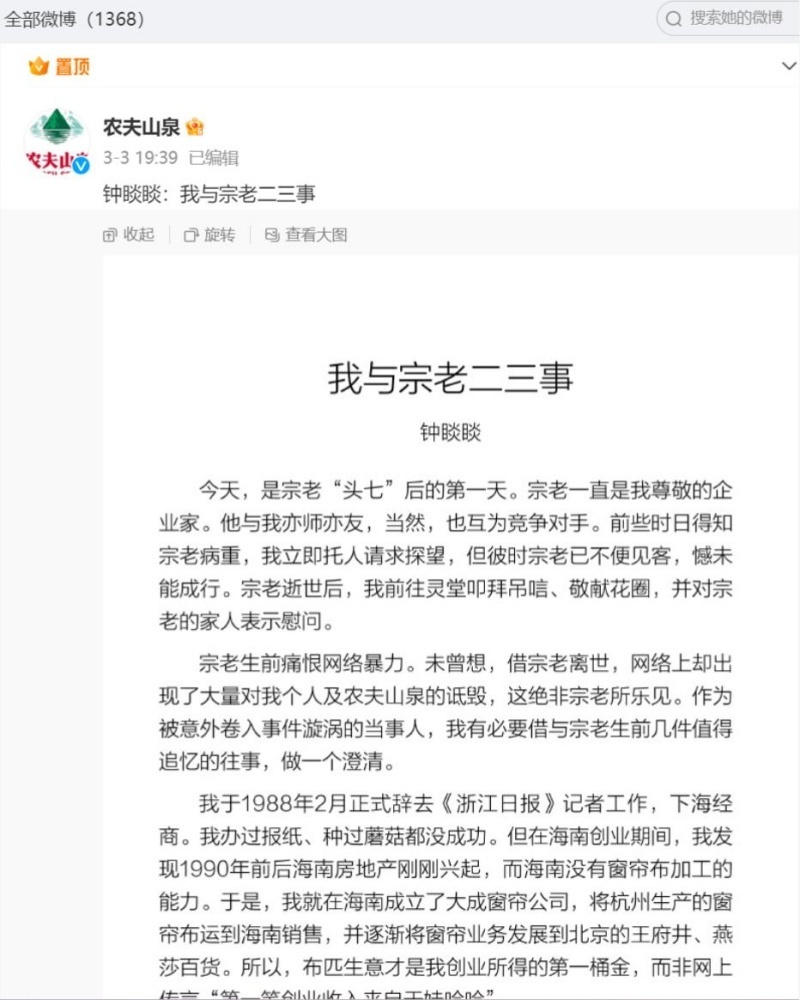 全部微博（1368）
搜索她的微博
置顶
农夫山泉
农夫山
3-3 19:39 已编辑
钟睒睒：我与宗老二三事
收起 旋转 查看大图
我与宗老二三事
钟睒睒
今天，是宗老“头七”后的第一天。宗老一直是我尊敬的企
业家。他与我亦师亦友，当然，也互为竞争对手。前些时日得知
宗老病重，我立即托人请求探望，但彼时宗老已不便见客，憾未
能成行。宗老逝世后，我前往灵堂叩拜吊唁、敬献花圈，并对宗
老的家人表示慰问。
宗老生前痛恨网络暴力。未曾想，借宗老离世，网络上却出
现了大量对我个人及农夫山泉的诋毁，这绝非宗老所乐见。作为
被意外卷入事件漩涡的当事人，我有必要借与宗老生前几件值得
追忆的往事，做一个澄清。
我于1988年2月正式辞去《浙江日报》记者工作，下海经
商。我办过报纸、种过蘑菇都没成功。但在海南创业期间，我发
现1990年前后海南房地产刚刚兴起，而海南没有窗帘布加工的
能力。于是，我就在海南成立了大成窗帘公司，将杭州生产的窗
帘布运到海南销售，并逐渐将窗帘业务发展到北京的王府井、燕
莎百货。所以，布匹生意才是我创业所得的第一桶金，而非网上
传言“第一笔创业收入来自于娃哈哈”